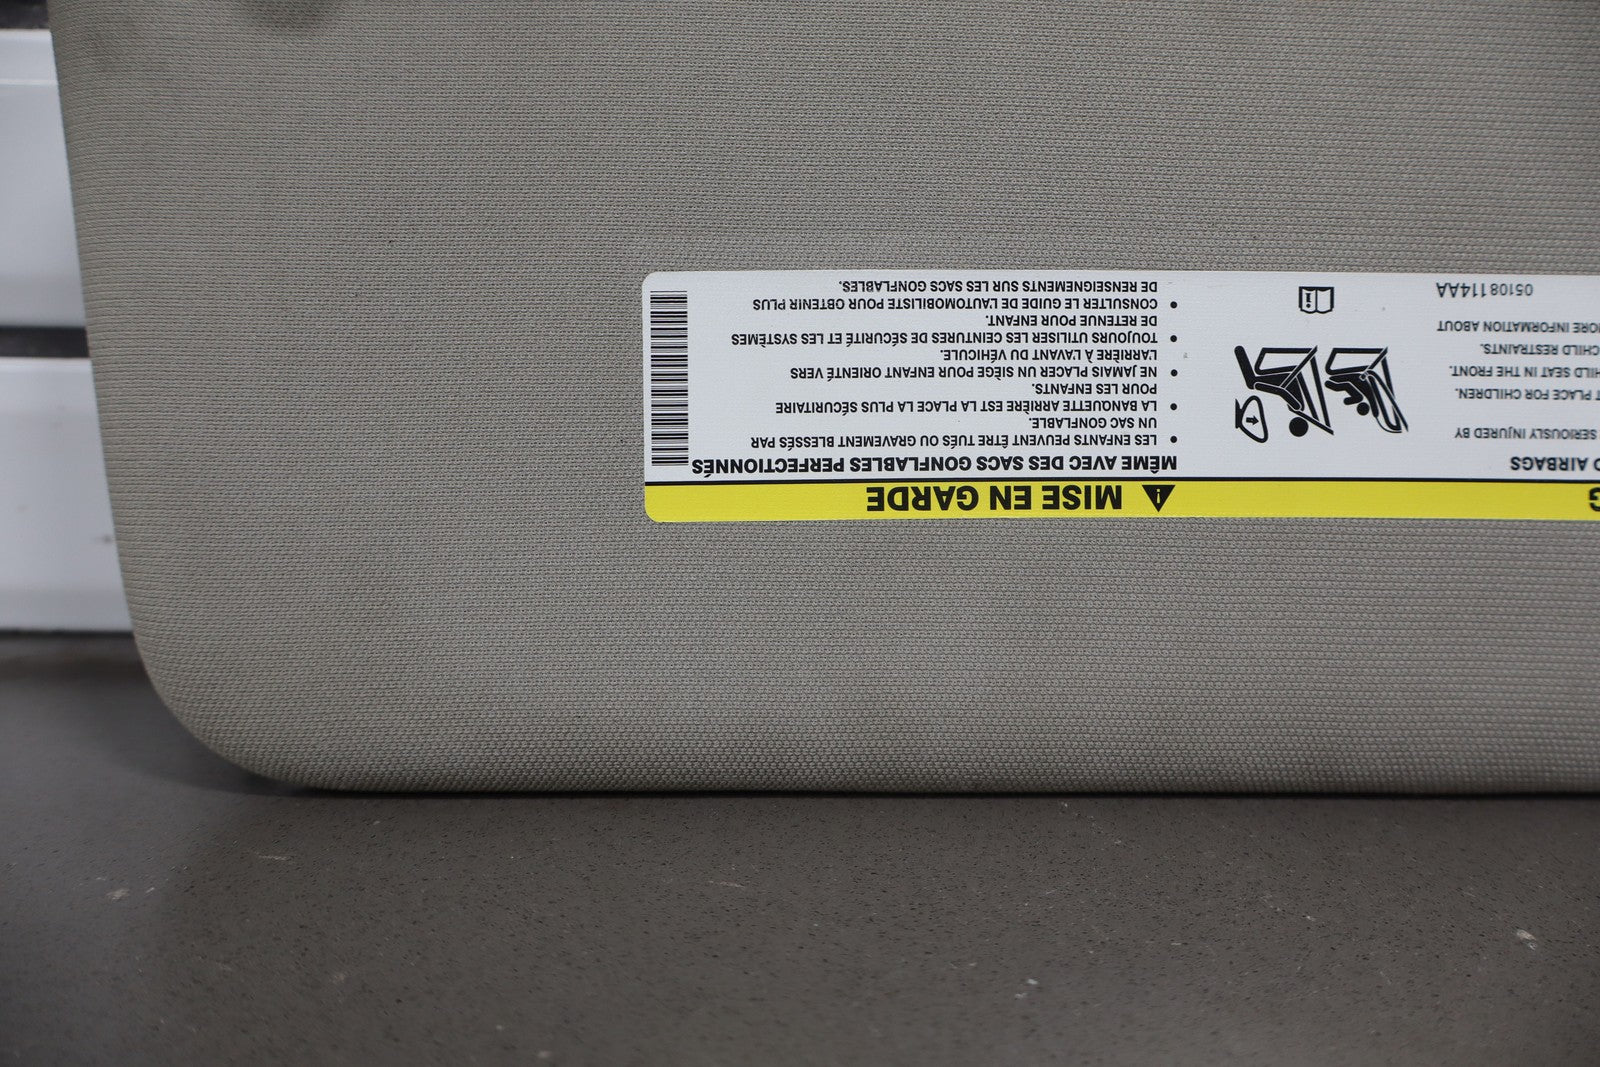 G
D AIRBAGS
SERIOUSLY INJURED BY
T PLACE FOR CHILDREN.
HILD SEAT IN THE FRONT.
CHILD RESTRAINTS.
ORE INFORMATION ABOUT
05108114AA
MISE EN GARDE
MÊME AVEC DES SACS GONFLABLES PERFECTIONNÉS
• LES ENFANTS PEUVENT ÊTRE TUÉS OU GRAVEMENT BLESSÉS PAR
UN SAC GONFLABLE.
• LA BANQUETTE ARRIÈRE EST LA PLACE LA PLUS SÉCURITAIRE
POUR LES ENFANTS.
• NE JAMAIS PLACER UN SIÈGE POUR ENFANT ORIENTÉ VERS
L'ARRIÈRE À L'AVANT DU VÉHICULE.
• TOUJOURS UTILISER LES CEINTURES DE SÉCURITÉ ET LES SYSTÈMES
DE RETENUE POUR ENFANT.
• CONSULTER LE GUIDE DE L'AUTOMOBILISTE POUR OBTENIR PLUS
DE RENSEIGNEMENTS SUR LES SACS GONFLABLES.